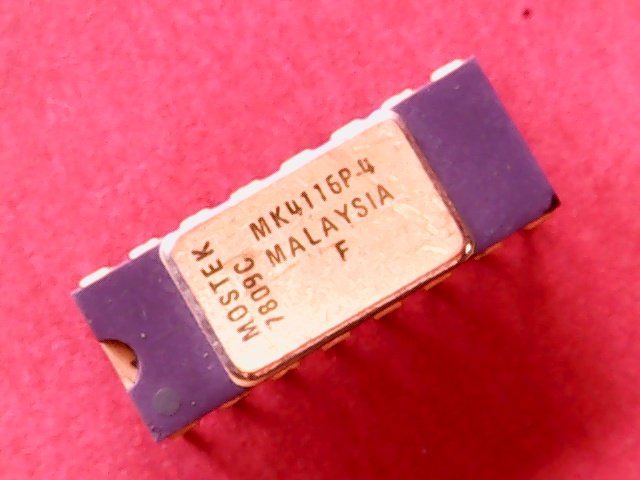 MOSTEK
7809C
MK4116P-4
MALAYSIA
F